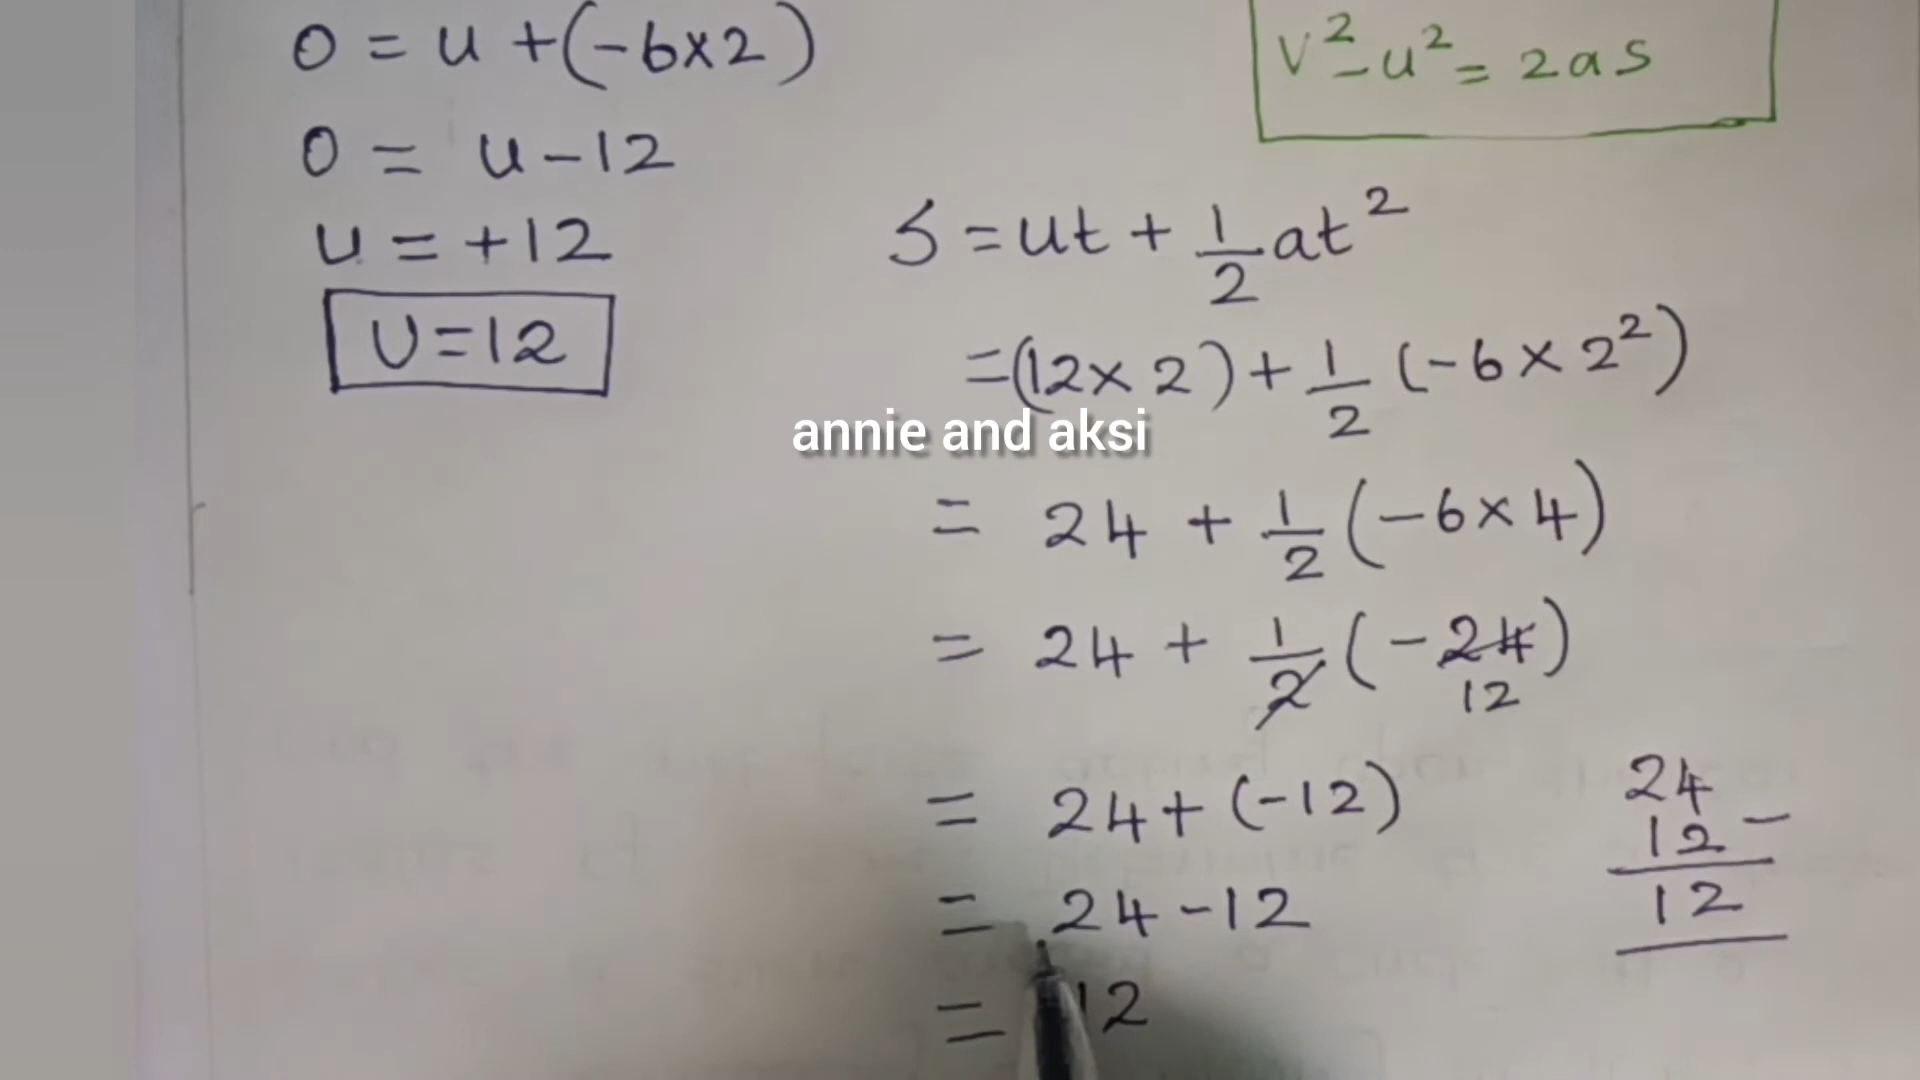 0 = u + (-6×2)
0 = u - 12
u = +12
U = 12
V² - u² = 2as
S = ut + 1/2 at²
= (12 × 2) + 1/2 (-6 × 2²)
annie and aksi
= 24 + 1/2 (-6 × 4)
= 24 + 1/2 (-24)
12
= 24 + (-12)
= 24 - 12
= 12
24
12 -
12